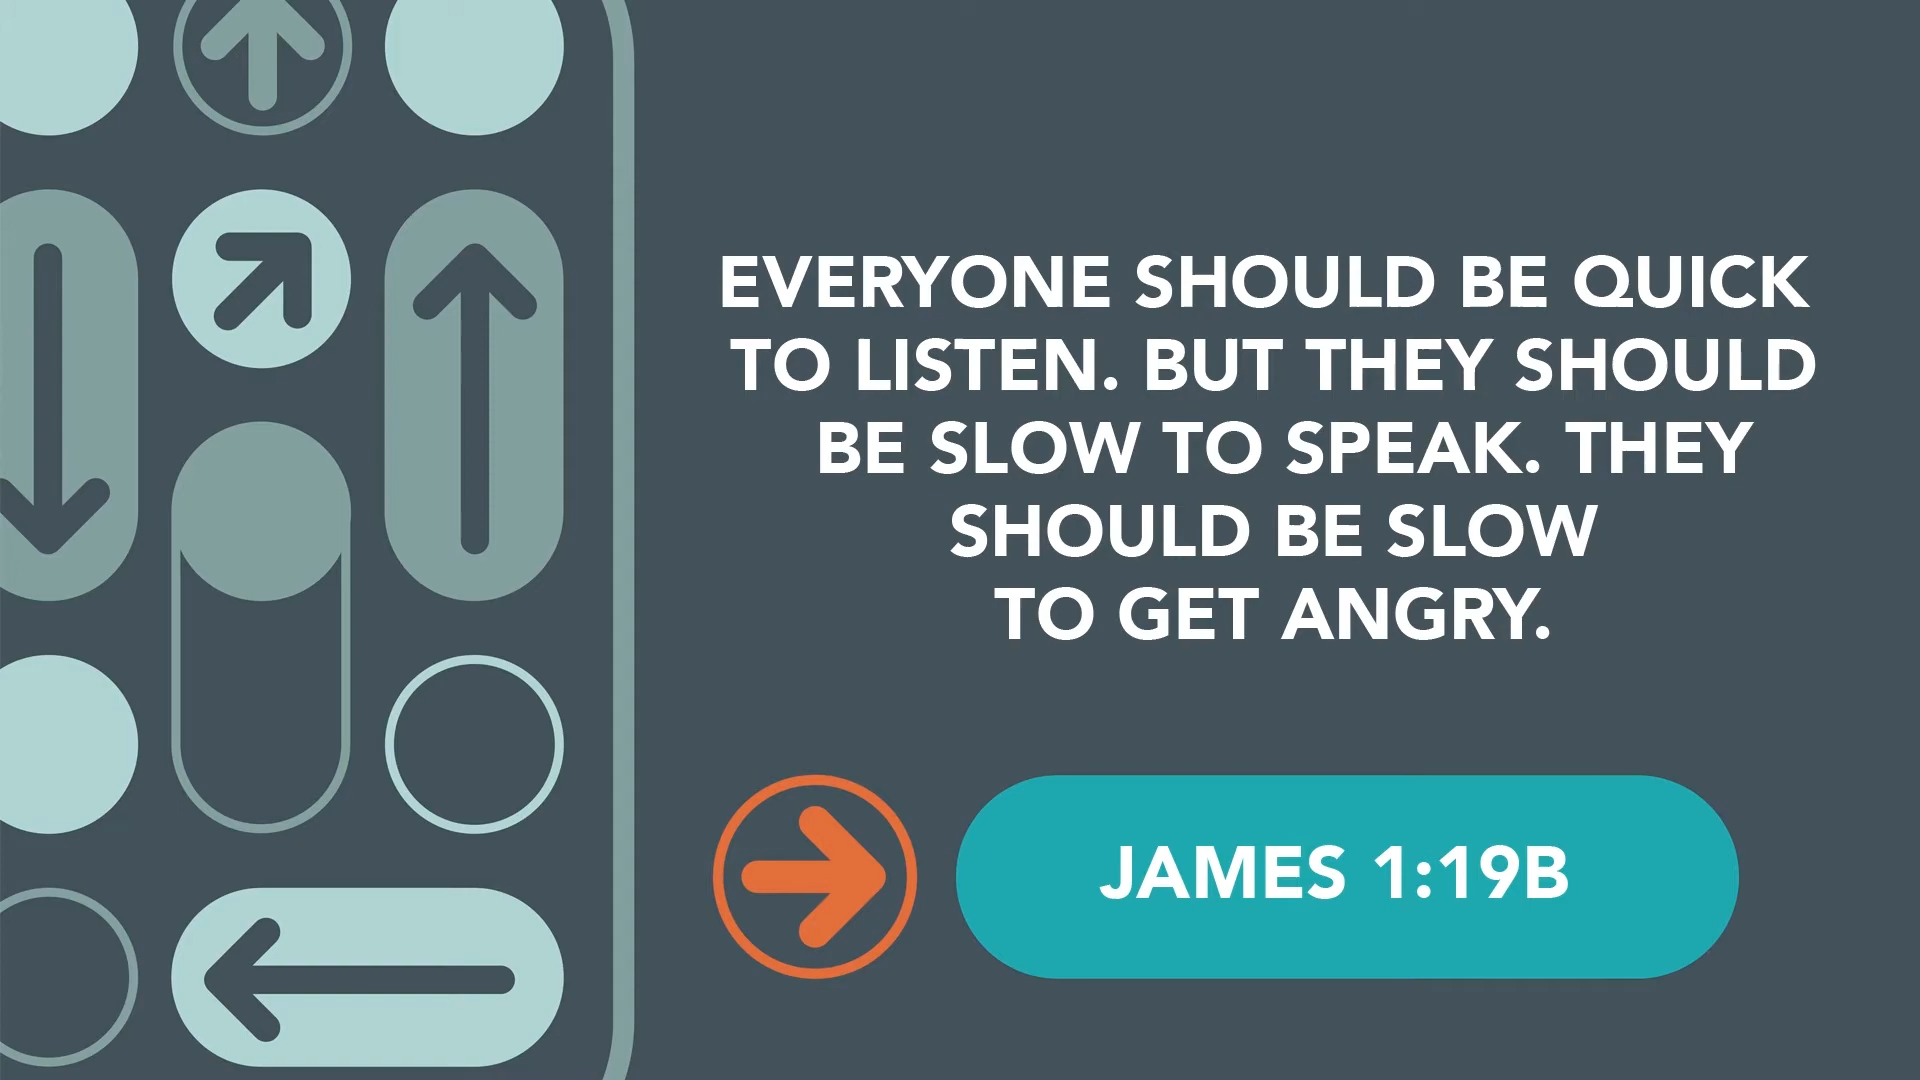 EVERYONE SHOULD BE QUICK
TO LISTEN. BUT THEY SHOULD
BE SLOW TO SPEAK. THEY
SHOULD BE SLOW
TO GET ANGRY.
JAMES 1:19B